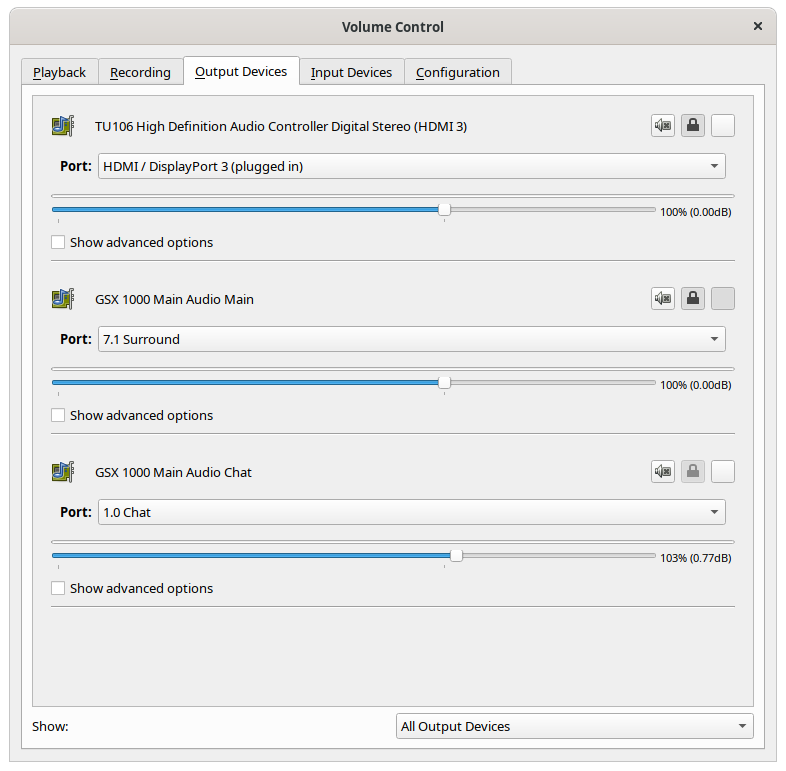 Volume Control
Playback Recording Output Devices Input Devices Configuration
TU106 High Definition Audio Controller Digital Stereo (HDMI 3)
Port: HDMI / DisplayPort 3 (plugged in)
100% (0.00dB)
Show advanced options
GSX 1000 Main Audio Main
Port: 7.1 Surround
100% (0.00dB)
Show advanced options
GSX 1000 Main Audio Chat
Port: 1.0 Chat
103% (0.77dB)
Show advanced options
Show: All Output Devices